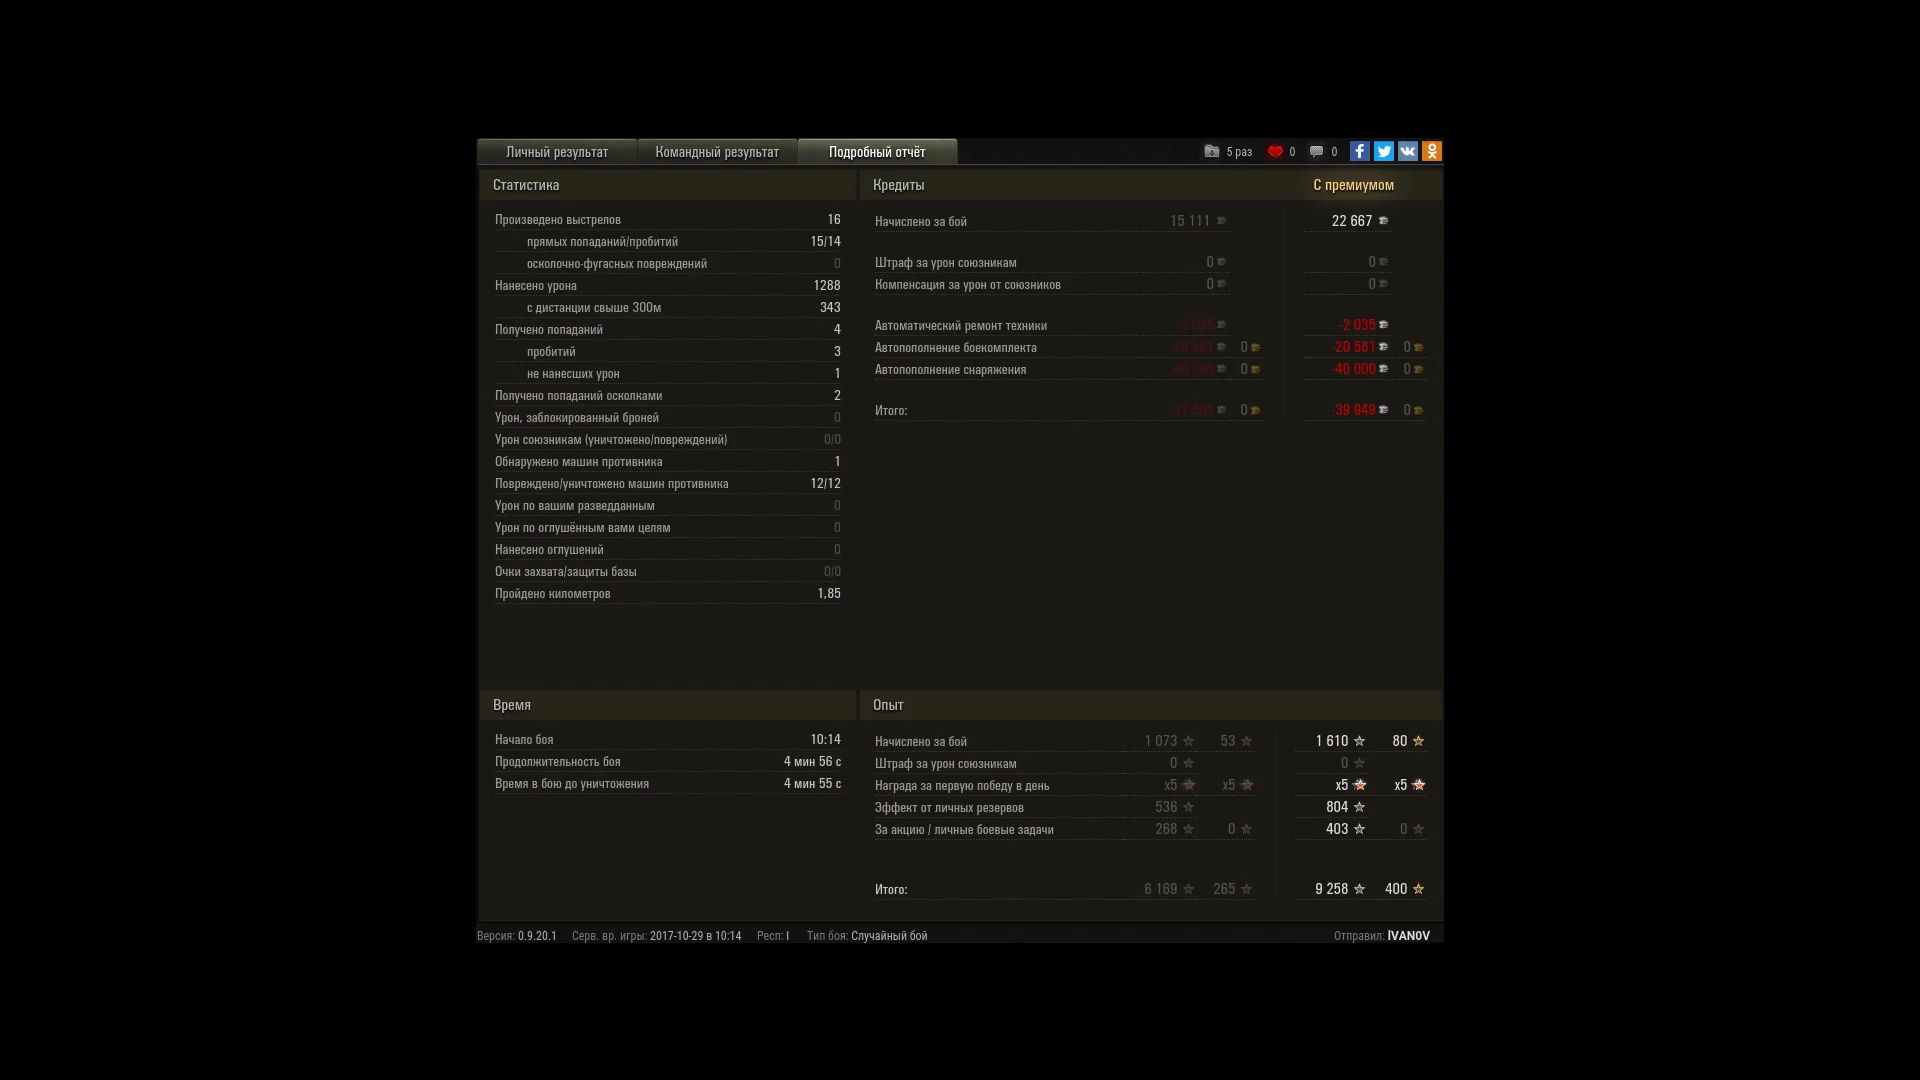 Личный результат Командный результат Подробный отчёт 5 раз 0 0
Статистика
Произведено выстрелов 16
прямых попаданий/пробитий 15/14
осколочно-фугасных повреждений 0
Нанесено урона 1288
с дистанции свыше 300м 343
Получено попаданий 4
пробитий 3
не нанесших урон 1
Получено попаданий осколками 2
Урон, заблокированный броней 0
Урон союзникам (уничтожено/повреждений) 0/0
Обнаружено машин противника 1
Повреждено/уничтожено машин противника 12/12
Урон по вашим разведданным 0
Урон по оглушённым вами целям 0
Нанесено оглушений 0
Очки захвата/защиты базы 0/0
Пройдено километров 1,85
Кредиты С премиумом
Начислено за бой 15 111 22 667
Штраф за урон союзникам 0 0
Компенсация за урон от союзников 0 0
Автоматический ремонт техники -2 035 -2 035
Автопополнение боекомплекта -20 581 0 -20 581 0
Автопополнение снаряжения -40 000 0 -40 000 0
Итого: -47 505 0 -39 949 0
Время
Начало боя 10:14
Продолжительность боя 4 мин 56 с
Время в бою до уничтожения 4 мин 55 с
Опыт
Начислено за бой 1 073 53 1 610 80
Штраф за урон союзникам 0 0
Награда за первую победу в день x5 x5 x5 x5
Эффект от личных резервов 536 804
За акцию / личные боевые задачи 268 0 403 0
Итого: 6 169 265 9 258 400
Версия: 0.9.20.1 Серв. вр. игры: 2017-10-29 в 10:14 Респ: I Тип боя: Случайный бой Отправил: IVAN0V